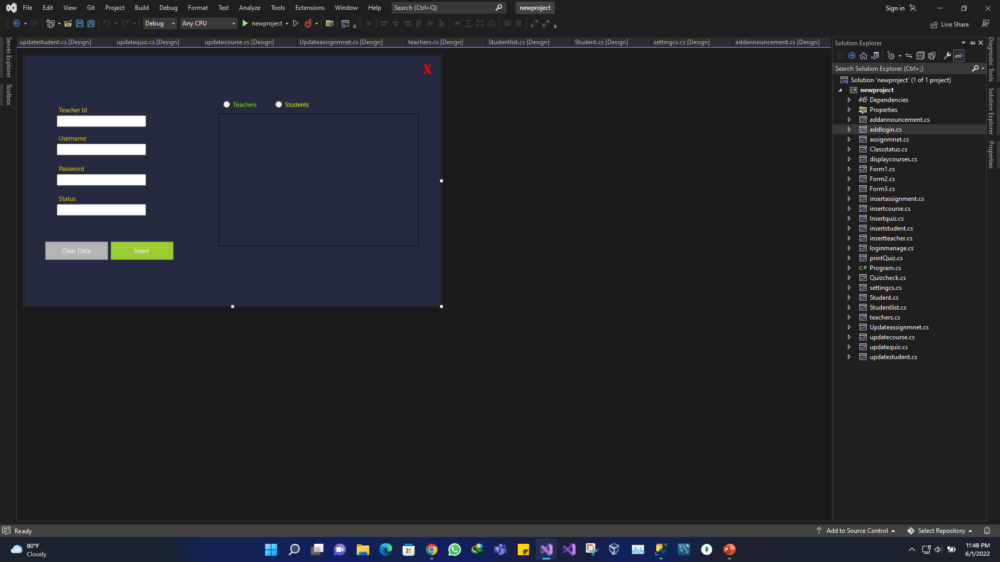 File Edit View Git Project Build Debug Format Test Analyze Tools Extensions Window Help Search (Ctrl+Q) newproject Sign in
Debug Any CPU newproject Live Share
updatestudent.cs [Design] updatequiz.cs [Design] updatecourse.cs [Design] Updateassignmnet.cs [Design] teachers.cs [Design] Studentlist.cs [Design] Student.cs [Design] settingcs.cs [Design] addannouncement.cs [Design]
Server Explorer
Toolbox
X
Teacher Id
Username
Password
Status
Clear Data Insert
Teachers Students
Solution Explorer
Search Solution Explorer (Ctrl+;)
Solution 'newproject' (1 of 1 project)
C# newproject
Dependencies
Properties
addannouncement.cs
addlogin.cs
assignmnet.cs
Classstatus.cs
displaycourses.cs
Form1.cs
Form2.cs
Form3.cs
insertassignment.cs
insertcourse.cs
Insertquiz.cs
insertstudent.cs
insertteacher.cs
loginmanage.cs
printQuiz.cs
C# Program.cs
Quizcheck.cs
settingcs.cs
Student.cs
Studentlist.cs
teachers.cs
Updateassignmnet.cs
updatecourse.cs
updatequiz.cs
updatestudent.cs
Diagnostic Tools
Solution Explorer
Properties
Ready Add to Source Control Select Repository
80°F
Cloudy
11:48 PM
6/1/2022